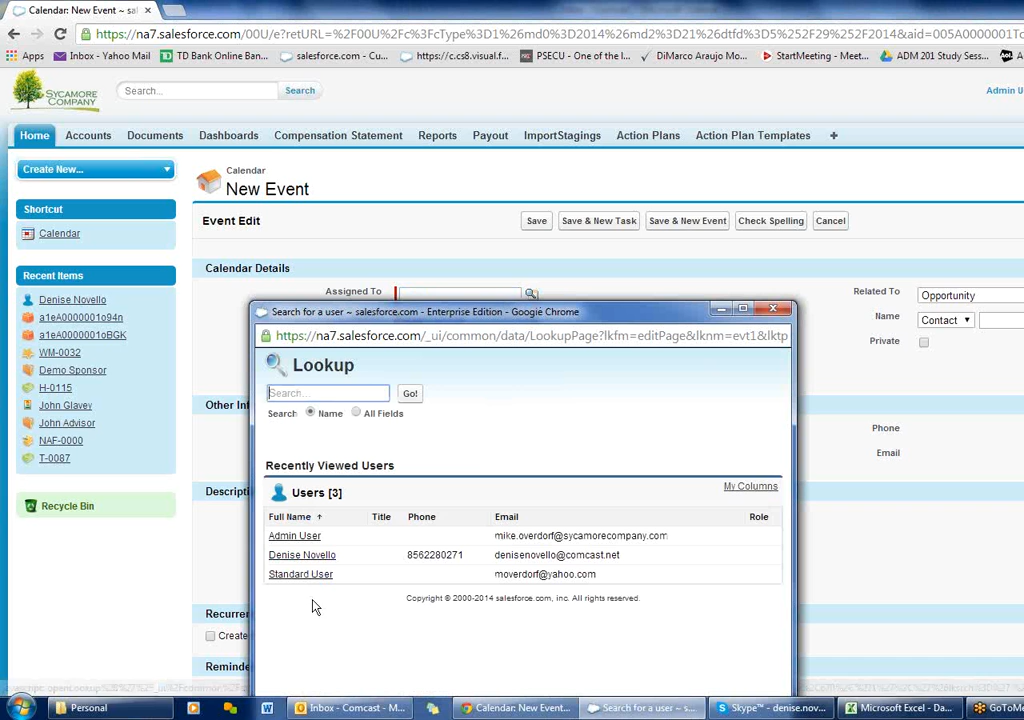 Calendar: New Event ~ sal
https://na7.salesforce.com/00U/e?retURL=%2F00U%2Fc%3FcType%3D1%26md0%3D2014%26md2%3D21%26dtfd%3D5%252F29%252F2014&aid=005A0000001Tc
Apps Inbox - Yahoo Mail TD Bank Online Ban... salesforce.com - Cu... https://c.cs8.visual.f... PSECU - One of the l... DiMarco Araujo Mo... StartMeeting - Meet... ADM 201 Study Sess...
SYCAMORE COMPANY
Search... Search
Admin U
Home Accounts Documents Dashboards Compensation Statement Reports Payout ImportStagings Action Plans Action Plan Templates +
Create New...
Calendar
New Event
Shortcut
Calendar
Event Edit Save Save & New Task Save & New Event Check Spelling Cancel
Recent Items
Denise Novello
a1eA0000001o94n
a1eA0000001oBGK
WM-0032
Demo Sponsor
H-0115
John Glavey
John Advisor
NAF-0000
T-0087
Recycle Bin
Calendar Details
Assigned To
Related To Opportunity
Name Contact
Private
Other In
Phone
Email
Descripti
Recurre
Create
Reminde
Search for a user ~ salesforce.com - Enterprise Edition - Google Chrome
https://na7.salesforce.com/_ui/common/data/LookupPage?lkfm=editPage&lknm=evt1&lktp
Lookup
Search... Go!
Search: Name All Fields
Recently Viewed Users
Users [3] My Columns
Full Name Title Phone Email Role
Admin User mike.overdorf@sycamorecompany.com
Denise Novello 8562280271 denisenovello@comcast.net
Standard User moverdorf@yahoo.com
Copyright © 2000-2014 salesforce.com, inc. All rights reserved.
Personal Inbox - Comcast - M... Calendar: New Event... Search for a user ~ s... Skype™ - denise.nov... Microsoft Excel - Da... GoToMe